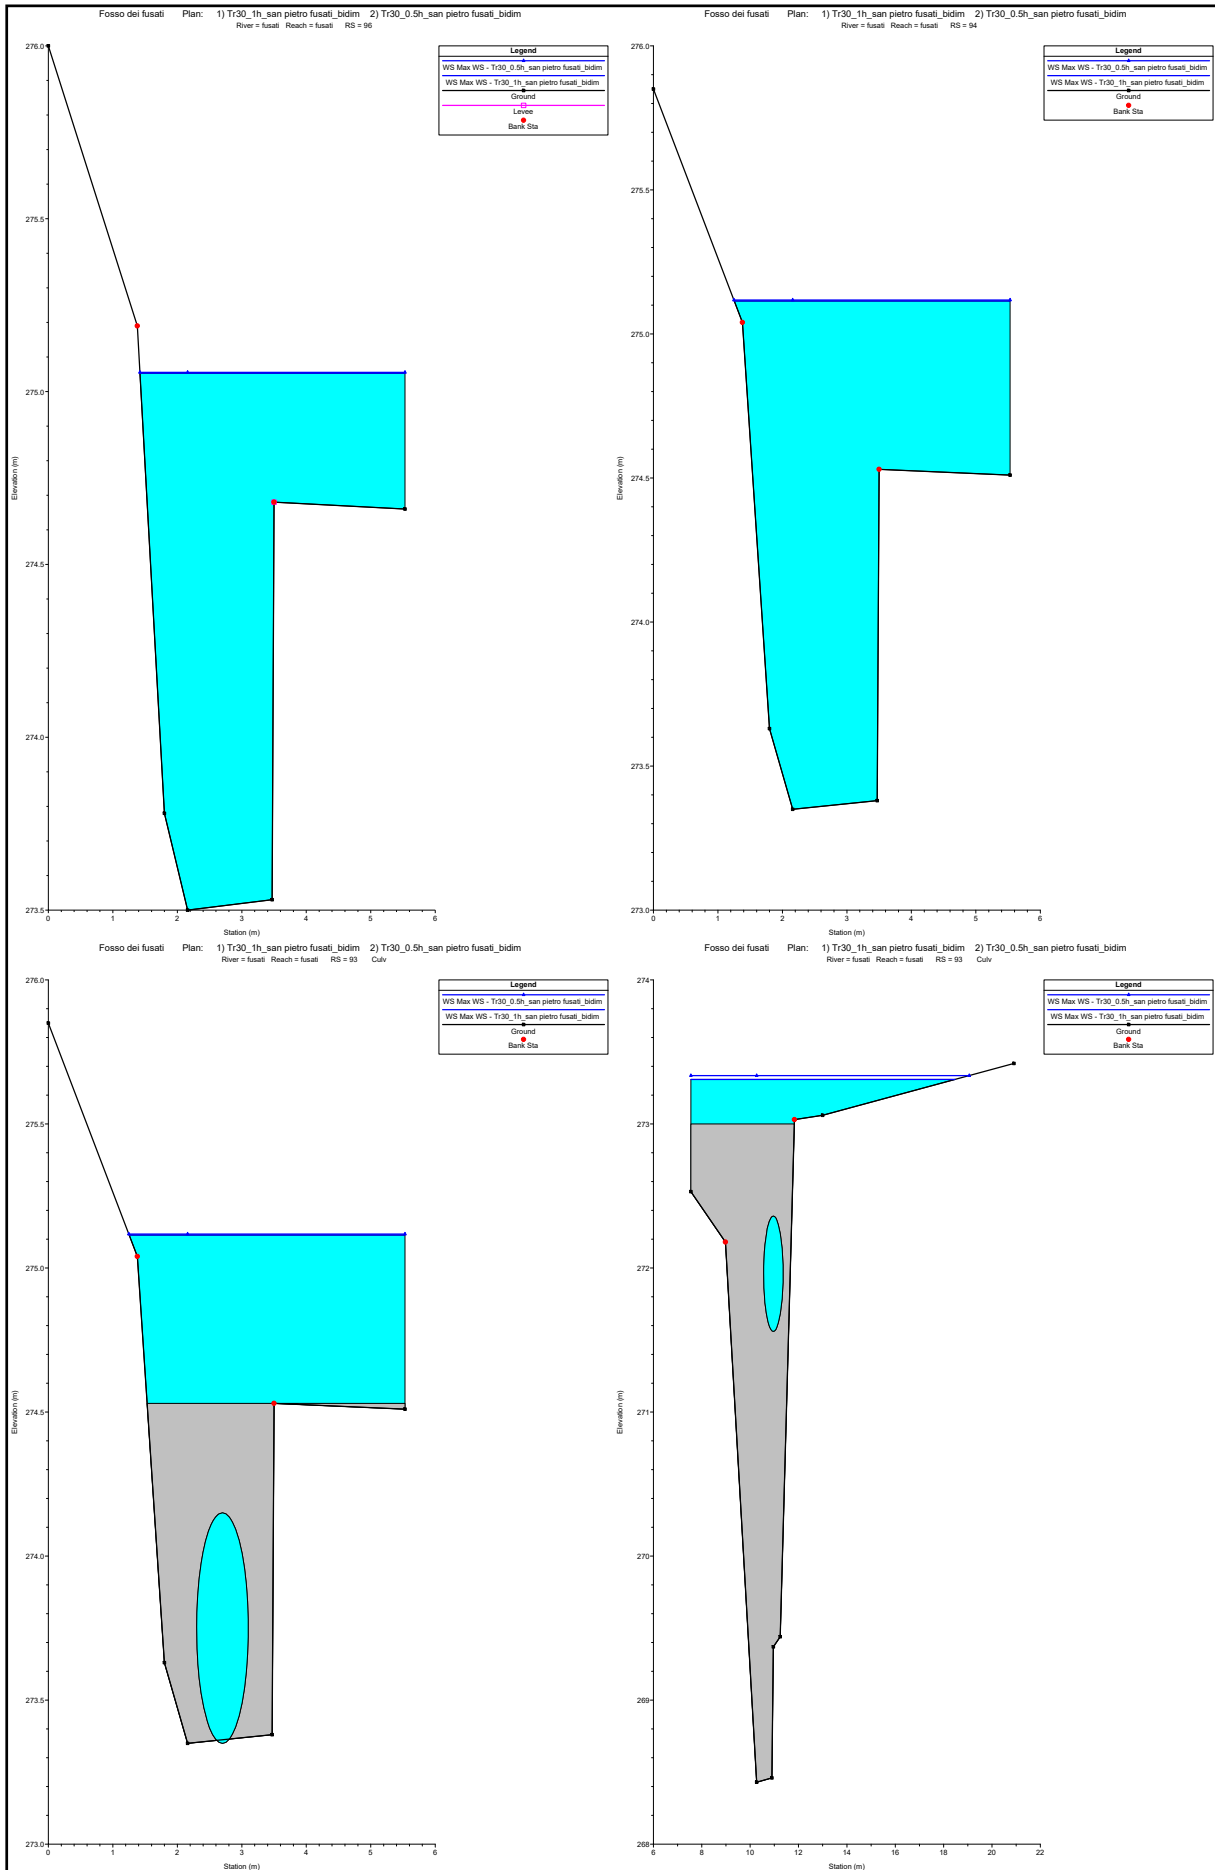 Fosso dei fusati Plan: 1) Tr30_1h_san pietro fusati_bidim 2) Tr30_0.5h_san pietro fusati_bidim
River = fusati Reach = fusati RS = 96
Legend
WS Max WS - Tr30_0.5h_san pietro fusati_bidim
WS Max WS - Tr30_1h_san pietro fusati_bidim
Ground
Levee
Bank Sta
276.0
275.5
275.0
274.5
274.0
273.5
Elevation (m)
0 1 2 3 4 5 6
Station (m)
Fosso dei fusati Plan: 1) Tr30_1h_san pietro fusati_bidim 2) Tr30_0.5h_san pietro fusati_bidim
River = fusati Reach = fusati RS = 94
Legend
WS Max WS - Tr30_0.5h_san pietro fusati_bidim
WS Max WS - Tr30_1h_san pietro fusati_bidim
Ground
Bank Sta
276.0
275.5
275.0
274.5
274.0
273.5
273.0
Elevation (m)
0 1 2 3 4 5 6
Station (m)
Fosso dei fusati Plan: 1) Tr30_1h_san pietro fusati_bidim 2) Tr30_0.5h_san pietro fusati_bidim
River = fusati Reach = fusati RS = 93 Culv
Legend
WS Max WS - Tr30_0.5h_san pietro fusati_bidim
WS Max WS - Tr30_1h_san pietro fusati_bidim
Ground
Bank Sta
276.0
275.5
275.0
274.5
274.0
273.5
273.0
Elevation (m)
0 1 2 3 4 5 6
Station (m)
Fosso dei fusati Plan: 1) Tr30_1h_san pietro fusati_bidim 2) Tr30_0.5h_san pietro fusati_bidim
River = fusati Reach = fusati RS = 93 Culv
Legend
WS Max WS - Tr30_0.5h_san pietro fusati_bidim
WS Max WS - Tr30_1h_san pietro fusati_bidim
Ground
Bank Sta
274
273
272
271
270
269
268
Elevation (m)
6 8 10 12 14 16 18 20 22
Station (m)